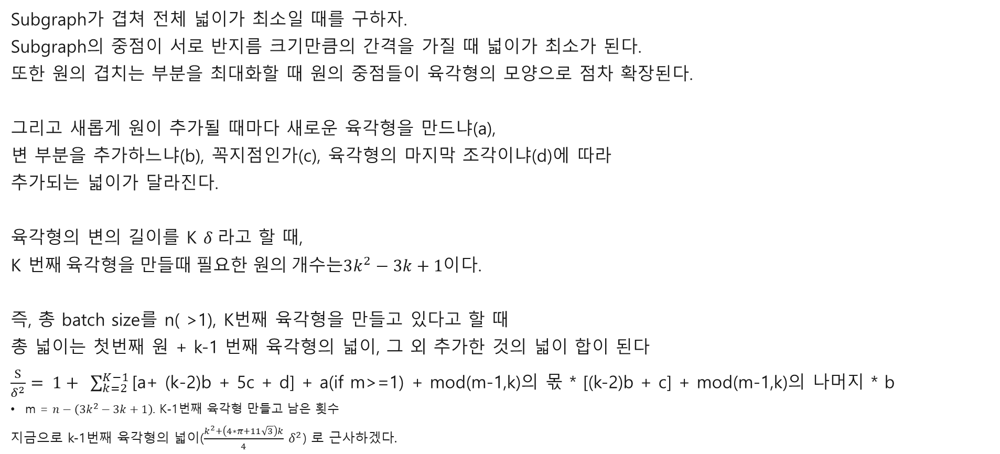 Subgraph가 겹쳐 전체 넓이가 최소일 때를 구하자.
Subgraph의 중점이 서로 반지름 크기만큼의 간격을 가질 때 넓이가 최소가 된다.
또한 원의 겹치는 부분을 최대화할 때 원의 중점들이 육각형의 모양으로 점차 확장된다.
그리고 새롭게 원이 추가될 때마다 새로운 육각형을 만드냐(a),
변 부분을 추가하느냐(b), 꼭지점인가(c), 육각형의 마지막 조각이냐(d)에 따라
추가되는 넓이가 달라진다.
육각형의 변의 길이를 K δ 라고 할 때,
K 번째 육각형을 만들때 필요한 원의 개수는3k² − 3k + 1이다.
즉, 총 batch size를 n( >1), K번째 육각형을 만들고 있다고 할 때
총 넓이는 첫번째 원 + k-1 번째 육각형의 넓이, 그 외 추가한 것의 넓이 합이 된다
S/δ² = 1 + ∑_{k=2}^{K−1}[a+ (k-2)b + 5c + d] + a(if m>=1) + mod(m-1,k)의 몫 * [(k-2)b + c] + mod(m-1,k)의 나머지 * b
• m = n − (3k² − 3k + 1). K-1번째 육각형 만들고 남은 횟수
지금으로 k-1번째 육각형의 넓이((k²+(4*π+11√3)k)/4 δ²) 로 근사하겠다.